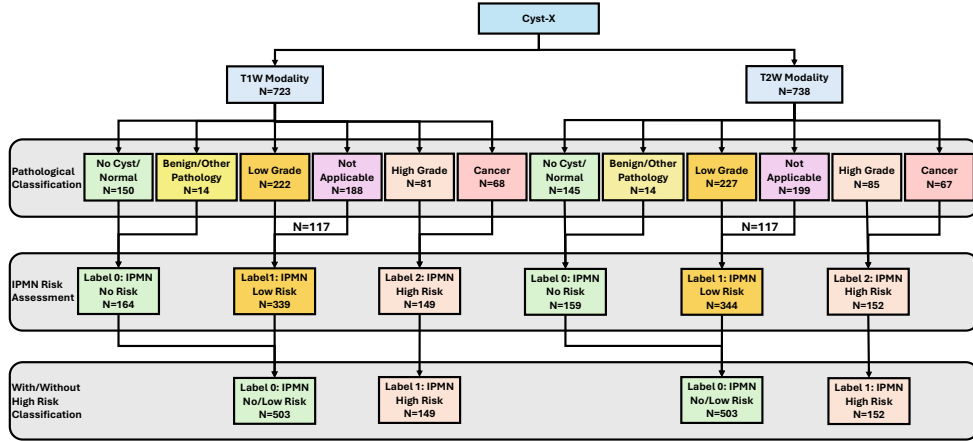 Cyst-X
T1W Modality
N=723
T2W Modality
N=738
Pathological
Classification
No Cyst/
Normal
N=150
Benign/Other
Pathology
N=14
Low Grade
N=222
Not
Applicable
N=188
High Grade
N=81
Cancer
N=68
No Cyst/
Normal
N=145
Benign/Other
Pathology
N=14
Low Grade
N=227
Not
Applicable
N=199
High Grade
N=85
Cancer
N=67
N=117
N=117
IPMN Risk
Assessment
Label 0: IPMN
No Risk
N=164
Label1: IPMN
Low Risk
N=339
Label 2: IPMN
High Risk
N=149
Label 0: IPMN
No Risk
N=159
Label 1: IPMN
Low Risk
N=344
Label 2: IPMN
High Risk
N=152
With/Without
High Risk
Classification
Label 0: IPMN
No/Low Risk
N=503
Label 1: IPMN
High Risk
N=149
Label 0: IPMN
No/Low Risk
N=503
Label 1: IPMN
High Risk
N=152